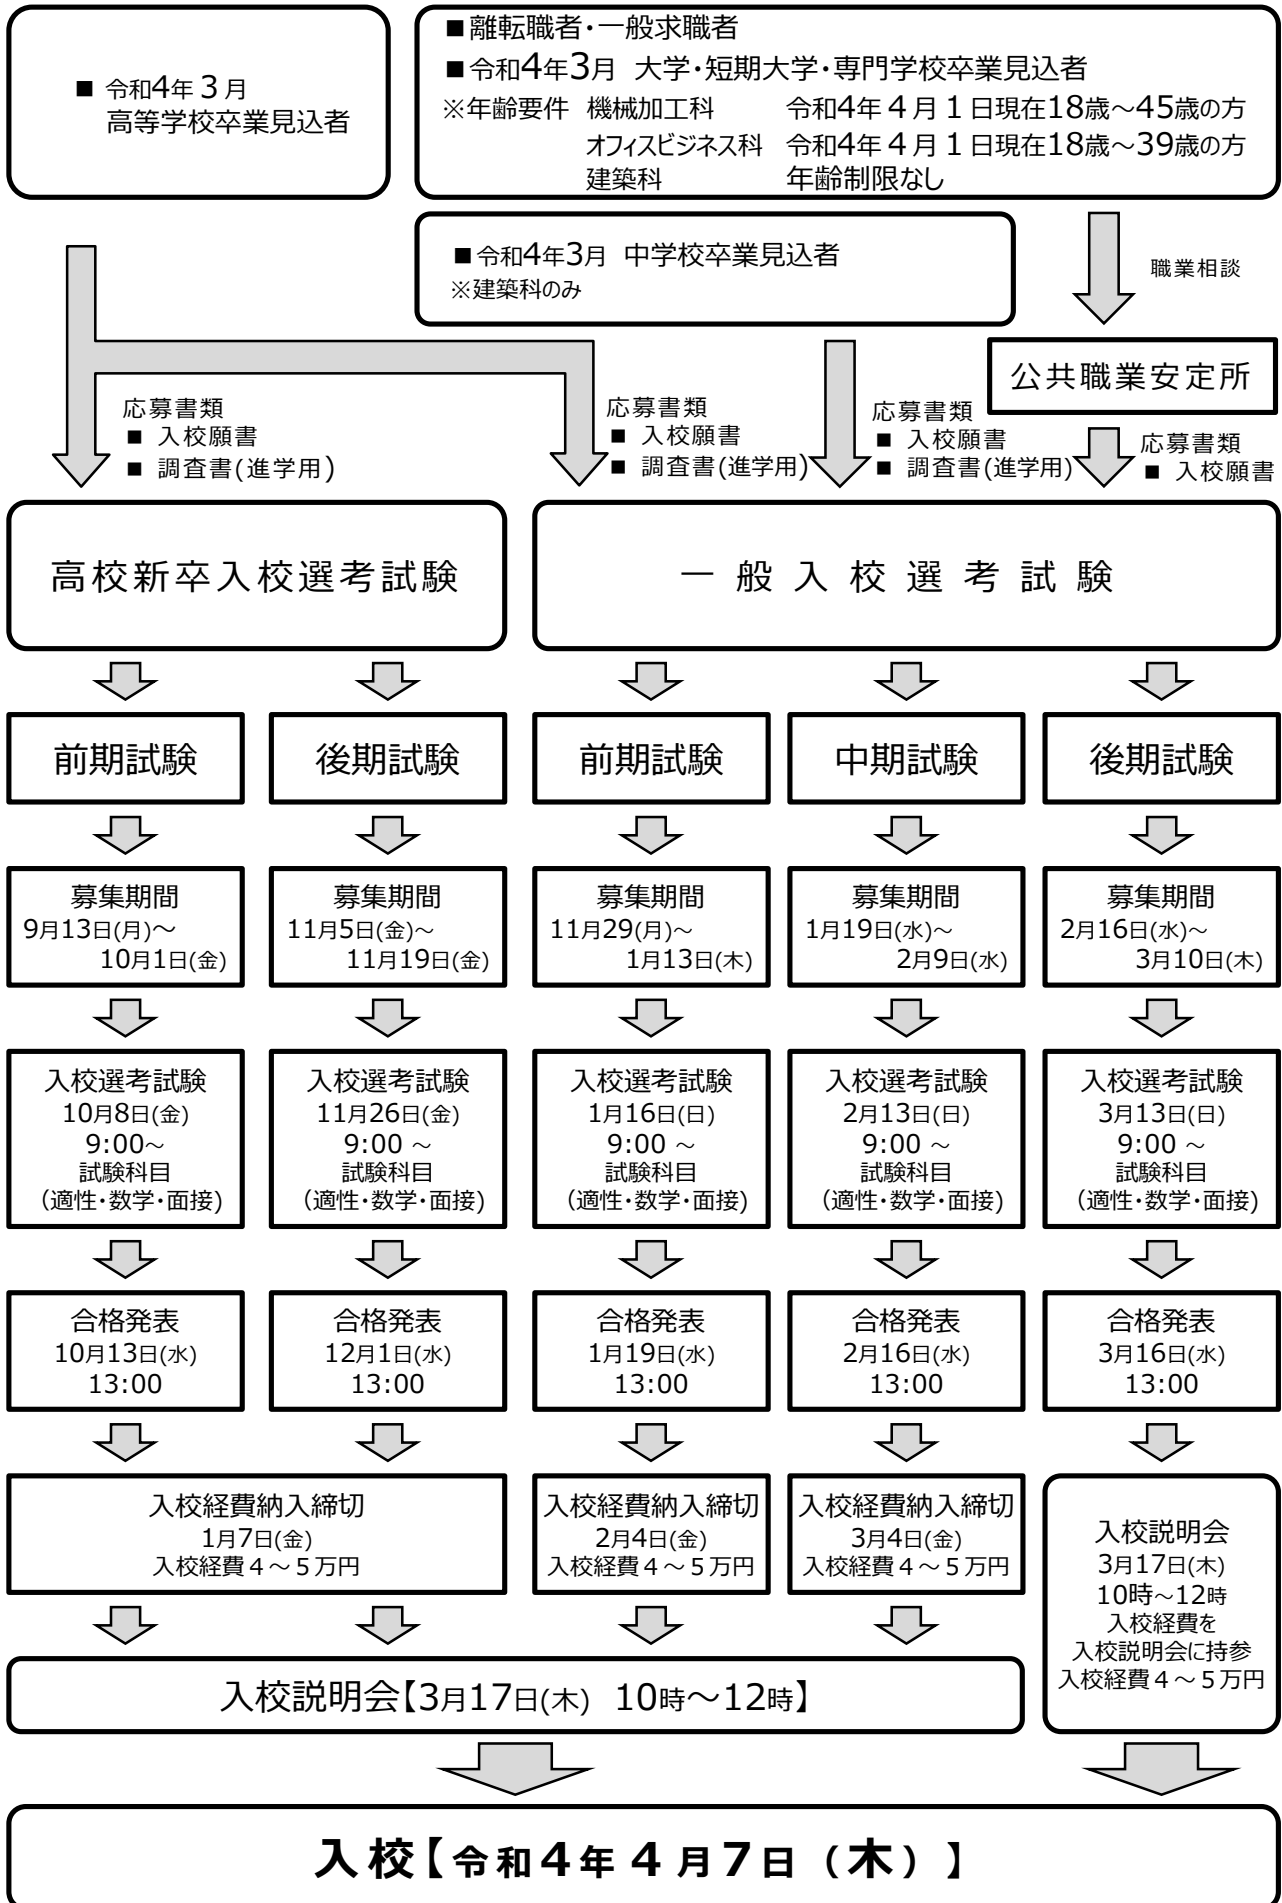 ■ 令和4年３月
高等学校卒業見込者
■離転職者・一般求職者
■令和4年3月 大学・短期大学・専門学校卒業見込者
※年齢要件 機械加工科 令和4年４月１日現在18歳～45歳の方
オフィスビジネス科 令和4年４月１日現在18歳～39歳の方
建築科 年齢制限なし
■令和4年3月 中学校卒業見込者
※建築科のみ
職業相談
公共職業安定所
応募書類
■ 入校願書
■ 調査書(進学用)
応募書類
■ 入校願書
■ 調査書(進学用)
応募書類
■ 入校願書
■ 調査書(進学用)
応募書類
■ 入校願書
高校新卒入校選考試験
一般入校選考試験
前期試験
後期試験
前期試験
中期試験
後期試験
募集期間
9月13日(月)～
10月1日(金)
募集期間
11月5日(金)～
11月19日(金)
募集期間
11月29(月)～
1月13日(木)
募集期間
1月19日(水)～
2月9日(水)
募集期間
2月16日(水)～
3月10日(木)
入校選考試験
10月8日(金)
9:00～
試験科目
(適性・数学・面接)
入校選考試験
11月26日(金)
9:00 ～
試験科目
(適性・数学・面接)
入校選考試験
1月16日(日)
9:00 ～
試験科目
(適性・数学・面接)
入校選考試験
2月13日(日)
9:00 ～
試験科目
(適性・数学・面接)
入校選考試験
3月13日(日)
9:00 ～
試験科目
(適性・数学・面接)
合格発表
10月13日(水)
13:00
合格発表
12月1日(水)
13:00
合格発表
1月19日(水)
13:00
合格発表
2月16日(水)
13:00
合格発表
3月16日(水)
13:00
入校経費納入締切
1月7日(金)
入校経費４～５万円
入校経費納入締切
2月4日(金)
入校経費４～５万円
入校経費納入締切
3月4日(金)
入校経費４～５万円
入校説明会
3月17日(木)
10時～12時
入校経費を
入校説明会に持参
入校経費４～５万円
入校説明会【3月17日(木) 10時～12時】
入校【令和4年４月7日（木）】